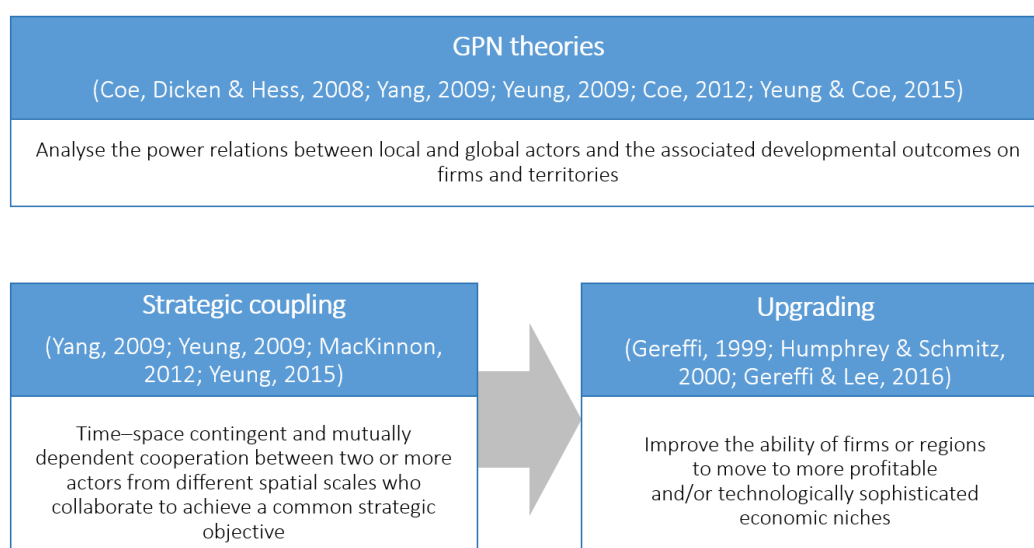 GPN theories
(Coe, Dicken & Hess, 2008; Yang, 2009; Yeung, 2009; Coe, 2012; Yeung & Coe, 2015)
Analyse the power relations between local and global actors and the associated developmental outcomes on
firms and territories
Strategic coupling
(Yang, 2009; Yeung, 2009; MacKinnon,
2012; Yeung, 2015)
Time–space contingent and mutually
dependent cooperation between two or more
actors from different spatial scales who
collaborate to achieve a common strategic
objective
Upgrading
(Gereffi, 1999; Humphrey & Schmitz,
2000; Gereffi & Lee, 2016)
Improve the ability of firms or regions
to move to more profitable
and/or technologically sophisticated
economic niches